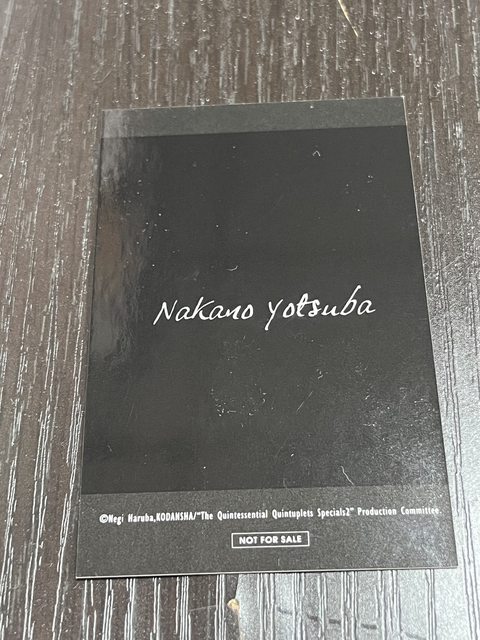 Nakano Yotsuba
©Negi Haruba,KODANSHA/"The Quintessential Quintuplets Specials2" Production Committee.
NOT FOR SALE